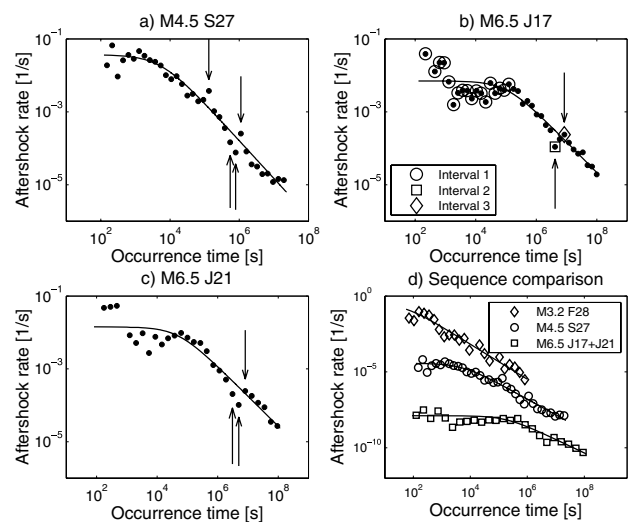 a) M4.5 S27
Aftershock rate [1/s]
10^-1
10^-3
10^-5
10^2 10^4 10^6 10^8
Occurrence time [s]
b) M6.5 J17
Aftershock rate [1/s]
10^-1
10^-3
10^-5
Interval 1
Interval 2
Interval 3
10^2 10^4 10^6 10^8
Occurrence time [s]
c) M6.5 J21
Aftershock rate [1/s]
10^-1
10^-3
10^-5
10^2 10^4 10^6 10^8
Occurrence time [s]
d) Sequence comparison
Aftershock rate [1/s]
10^0
10^-5
10^-10
M3.2 F28
M4.5 S27
M6.5 J17+J21
10^2 10^4 10^6 10^8
Occurrence time [s]